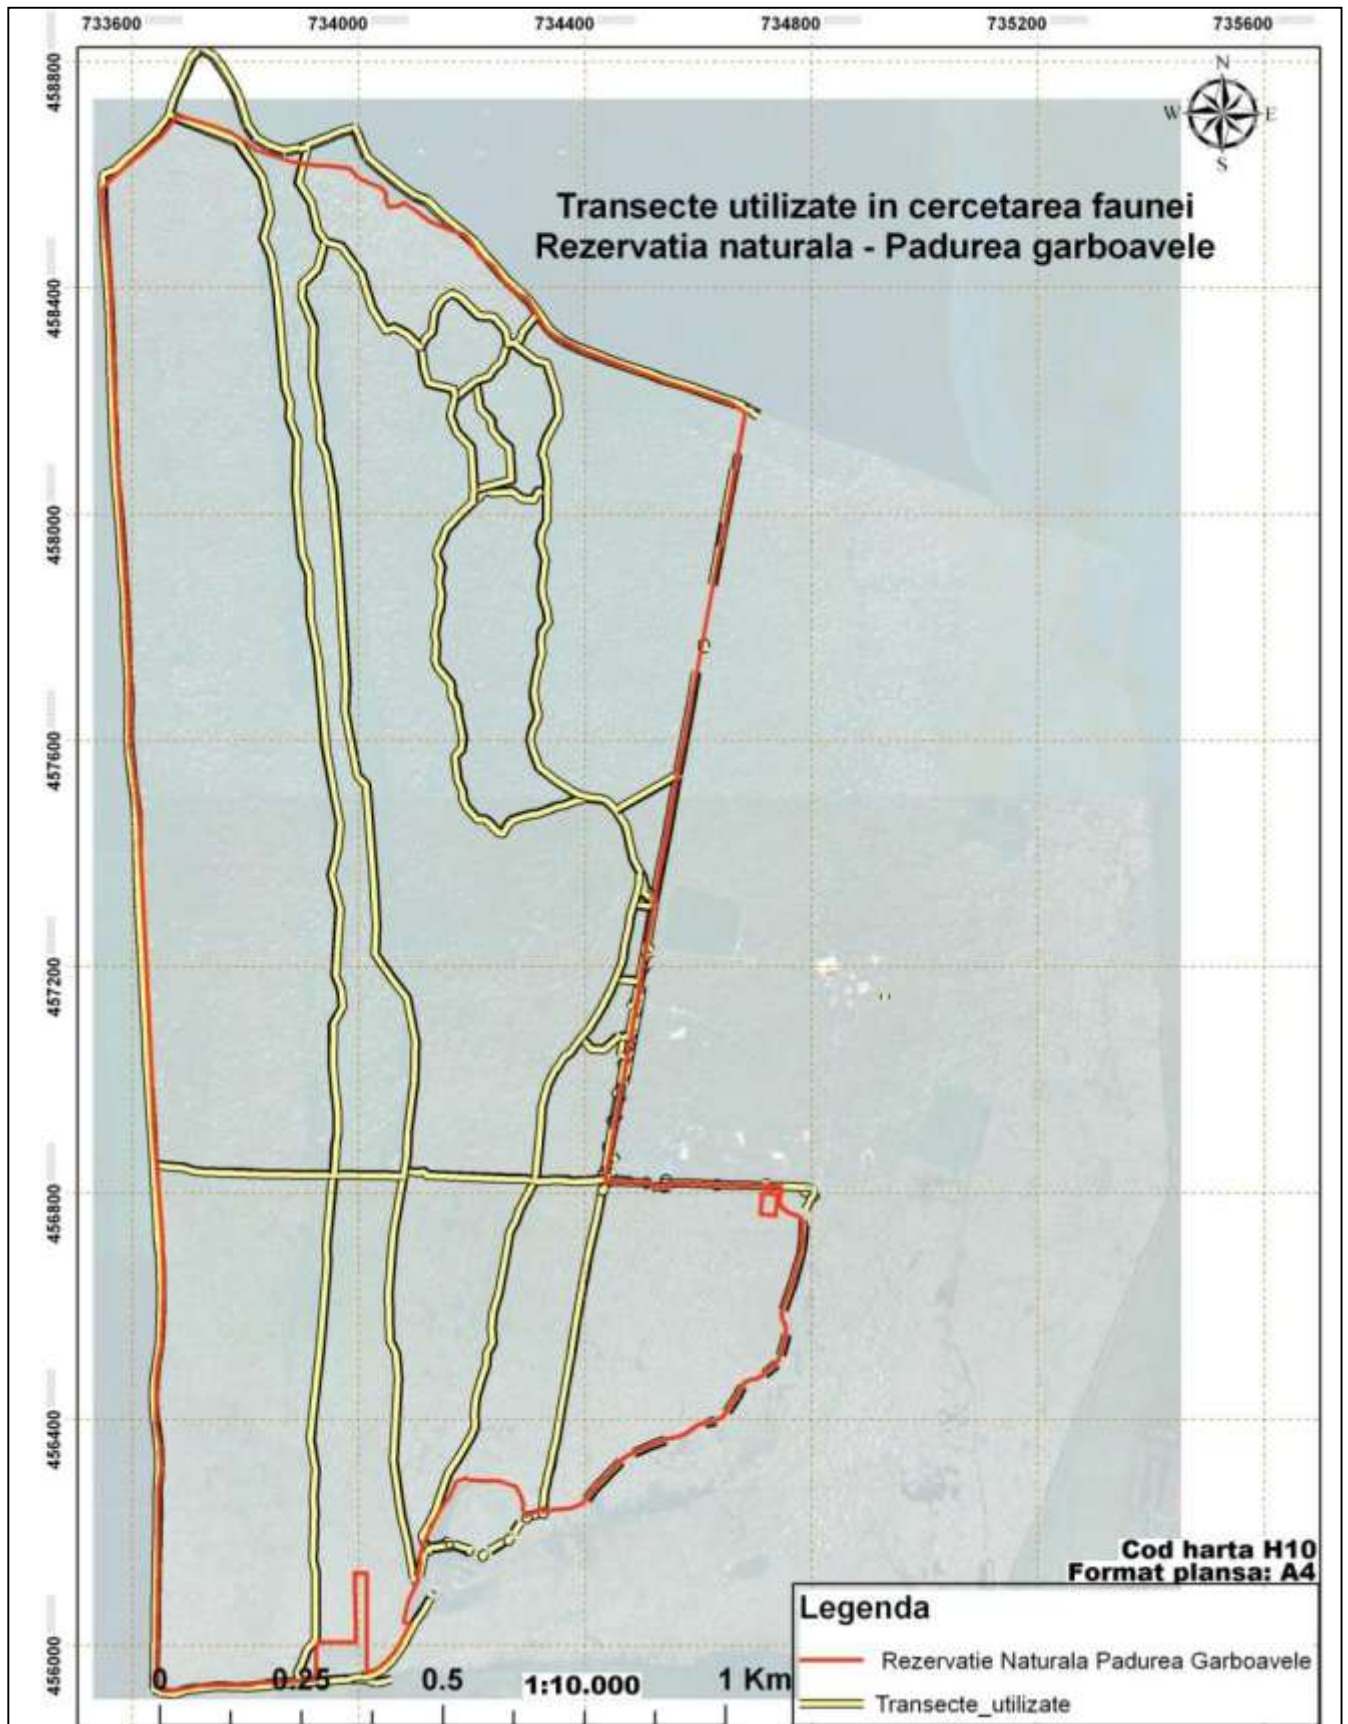 733600 734000 734400 734800 735200 735600
458800
N
W E
S
Transecte utilizate in cercetarea faunei
Rezervatia naturala - Padurea garboavele
458400
458000
457600
457200
456800
456400
456000
Cod harta H10
Format plansa: A4
Legenda
Rezervatie Naturala Padurea Garboavele
Transecte_utilizate
0 0.25 0.5 1:10.000 1 Km